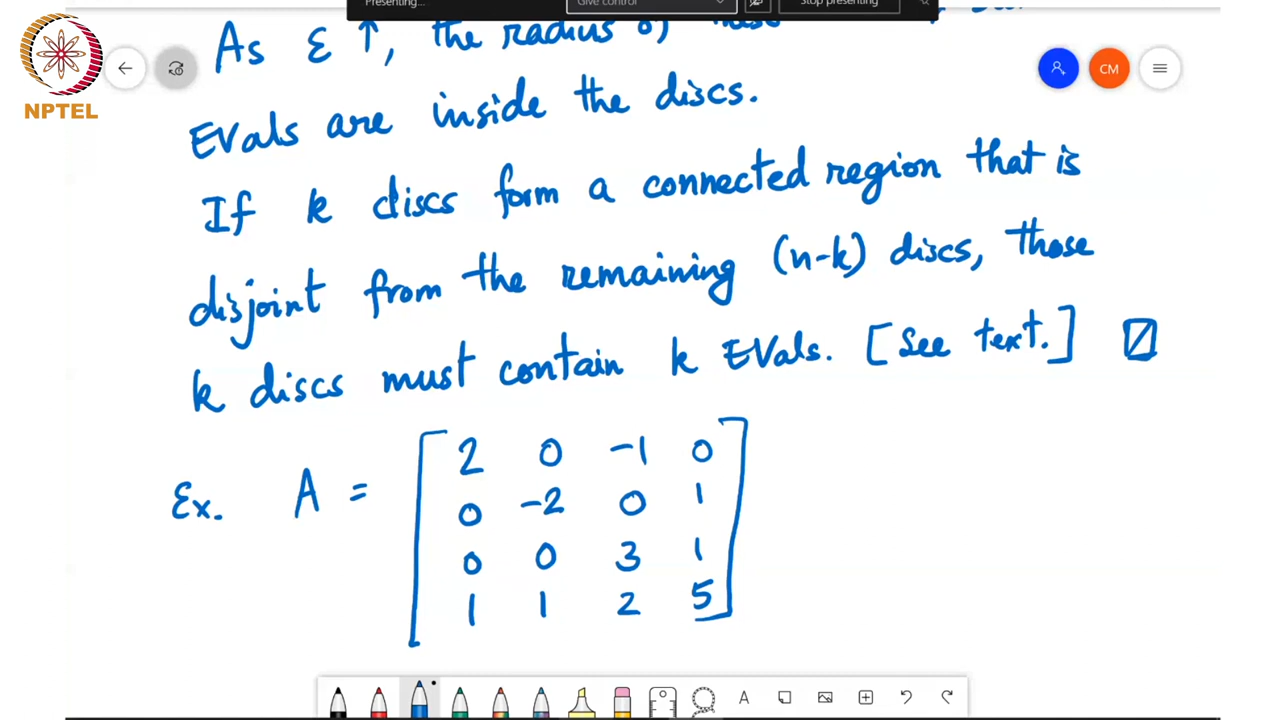 Presenting...
Give control
Stop presenting
As ε ↑, the radius of these
NPTEL
CM
EVals are inside the discs.
If k discs form a connected region that is
disjoint from the remaining (n-k) discs, those
k discs must contain k EVals. [See text.]
Ex. A =
2 0 -1 0
0 -2 0 1
0 0 3 1
1 1 2 5
A